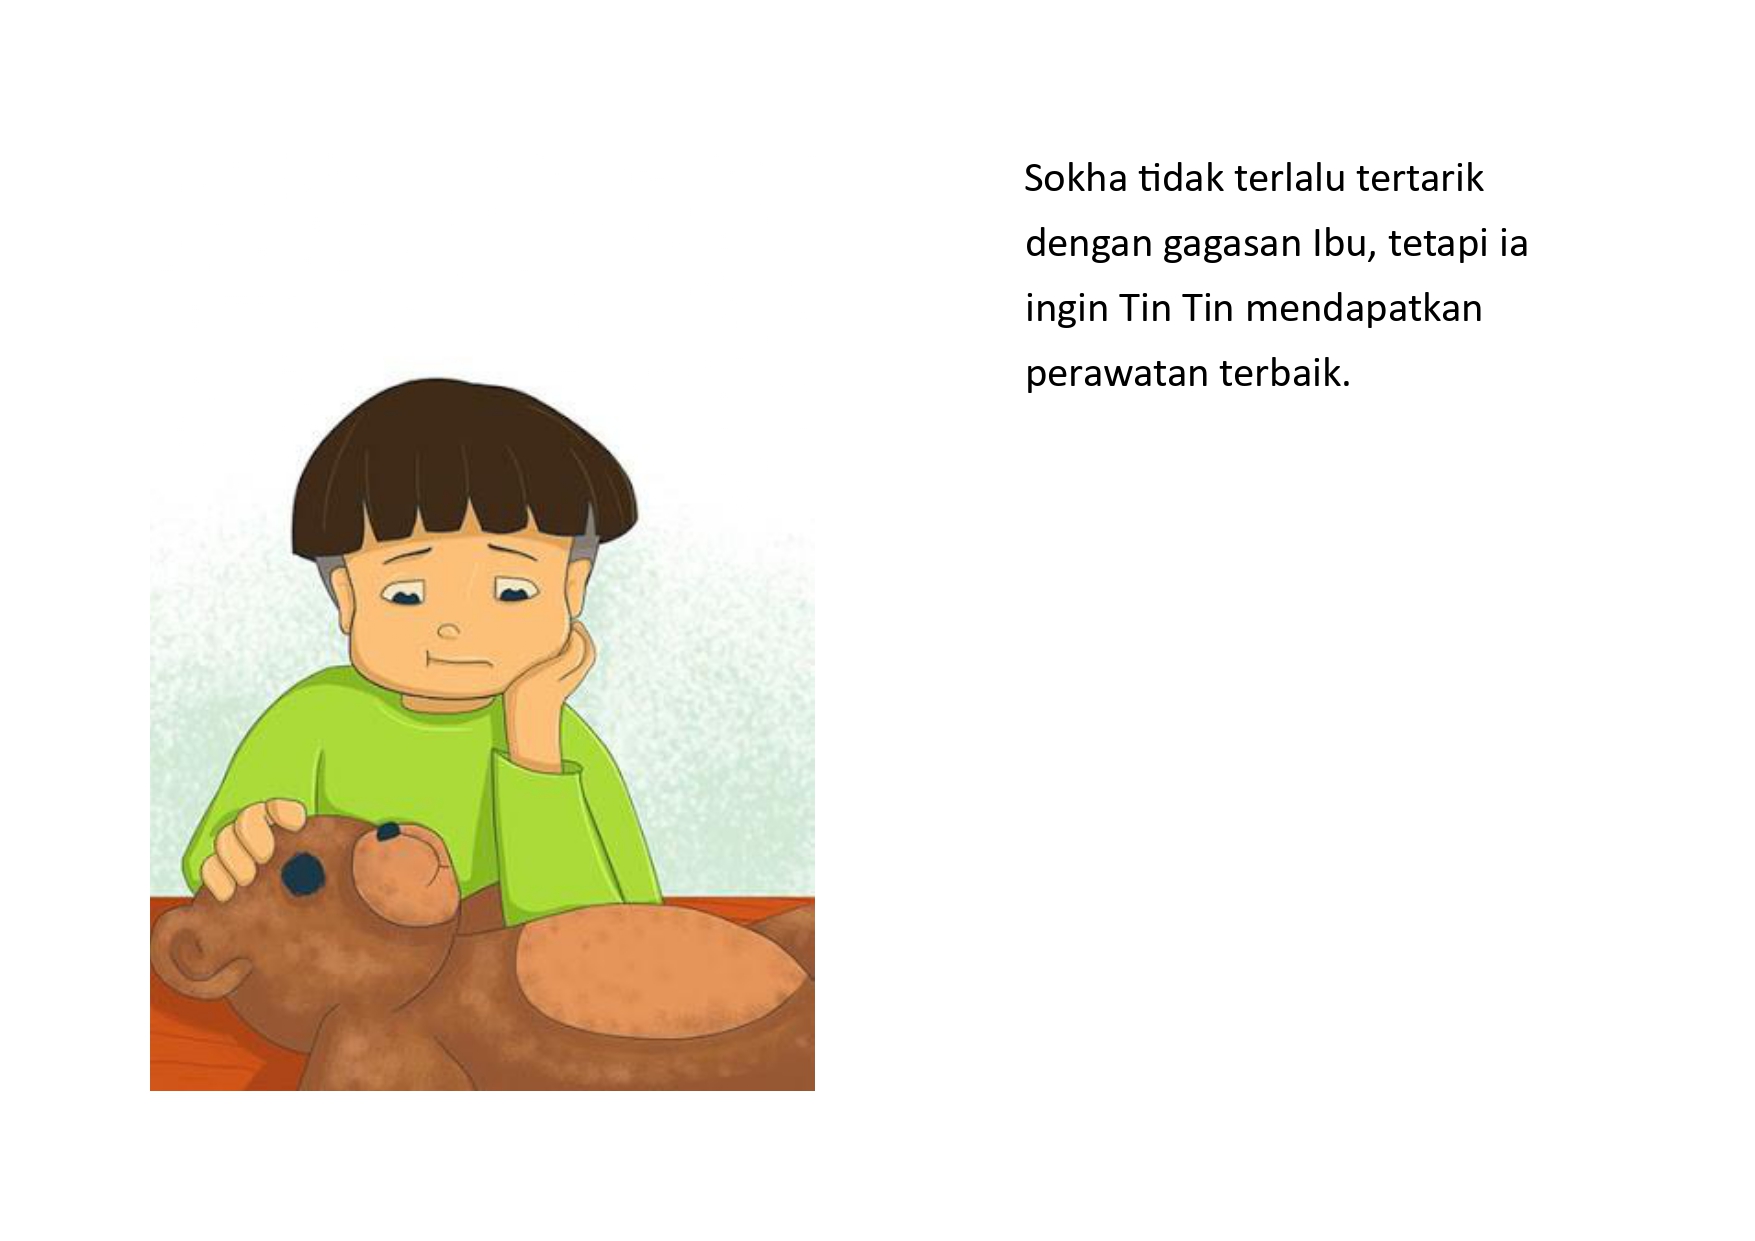 Sokha tidak terlalu tertarik
dengan gagasan Ibu, tetapi ia
ingin Tin Tin mendapatkan
perawatan terbaik.